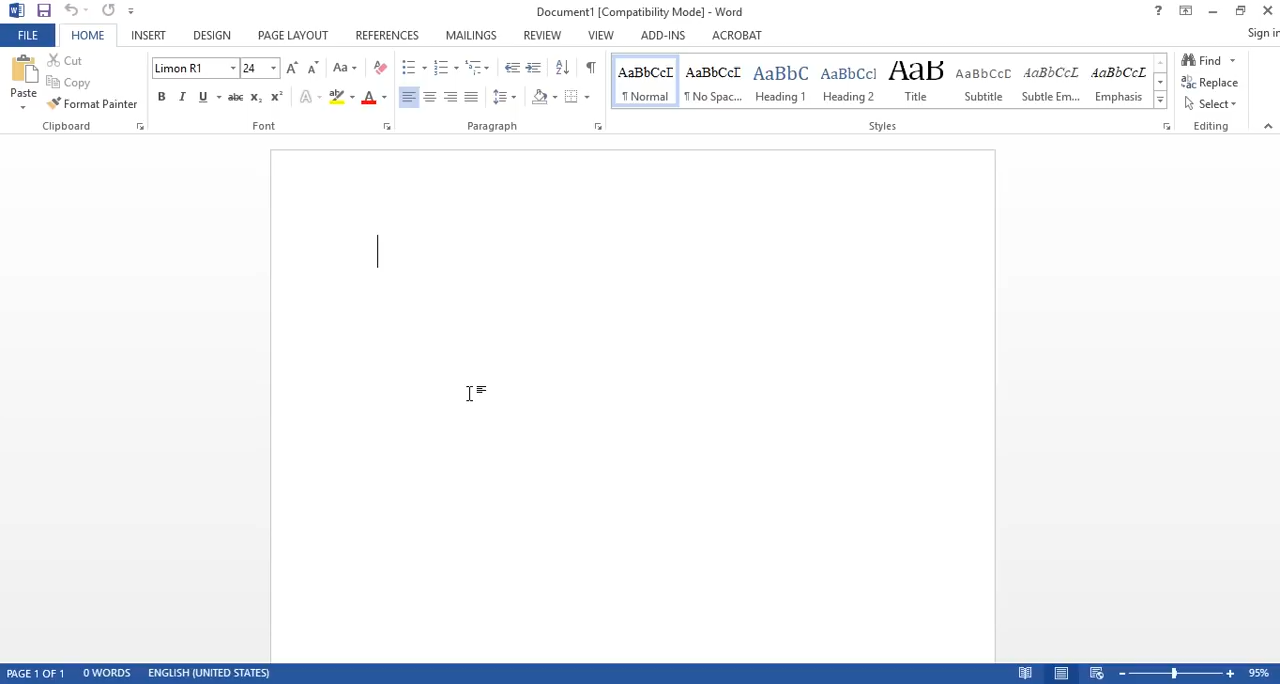 Document1 [Compatibility Mode] - Word
Sign in
FILE HOME INSERT DESIGN PAGE LAYOUT REFERENCES MAILINGS REVIEW VIEW ADD-INS ACROBAT
Paste
Cut
Copy
Format Painter
Clipboard
Limon R1 24
Font
Paragraph
AaBbCcI AaBbCcI AaBbC AaBbCcI AaB AaBbCcD AaBbCcL AaBbCcL
¶ Normal ¶ No Spac... Heading 1 Heading 2 Title Subtitle Subtle Em... Emphasis
Styles
Find
Replace
Select
Editing
PAGE 1 OF 1 0 WORDS ENGLISH (UNITED STATES) 95%